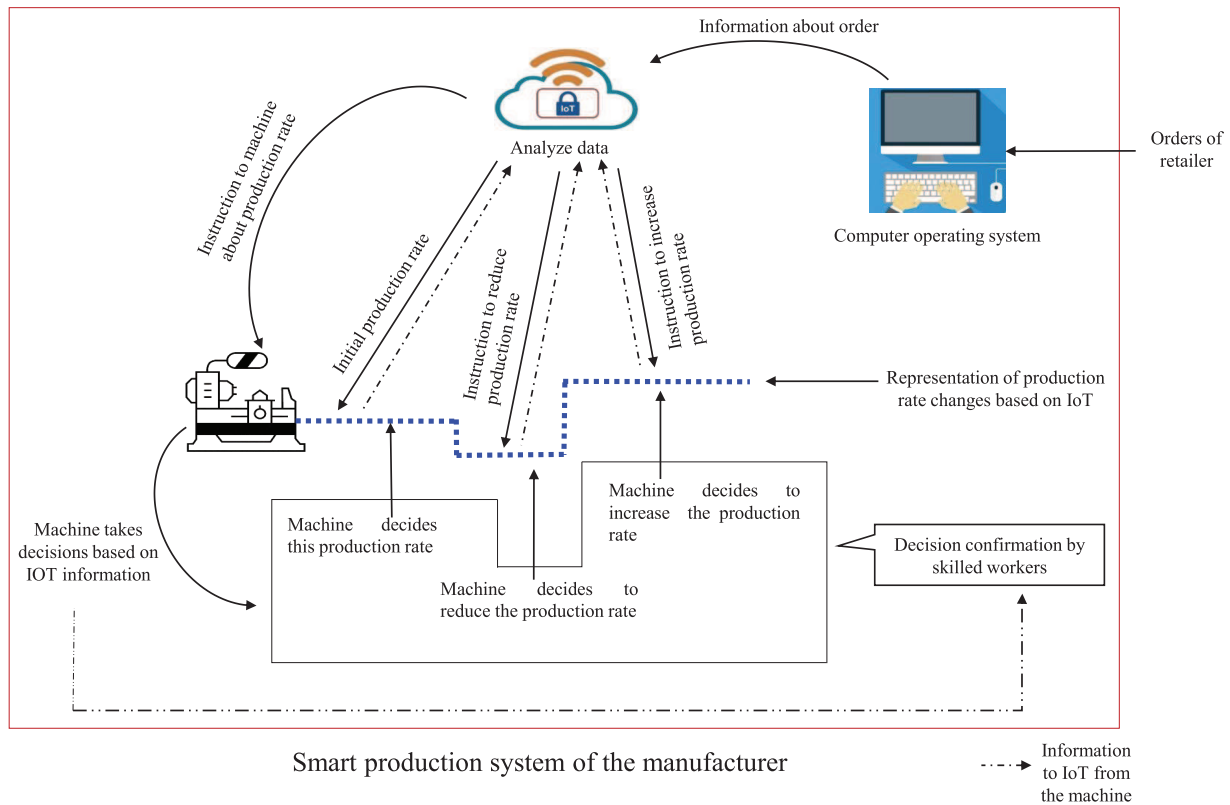 Information about order
IoT
Analyze data
Orders of
retailer
Computer operating system
Instruction to machine
about production rate
Initial production rate
Instruction to reduce
production rate
Instruction to increase
production rate
Representation of production
rate changes based on IoT
Machine decides
this production rate
Machine decides to
reduce the production rate
Machine decides to
increase the production
rate
Machine takes
decisions based on
IOT information
Decision confirmation by
skilled workers
Smart production system of the manufacturer
Information
to IoT from
the machine